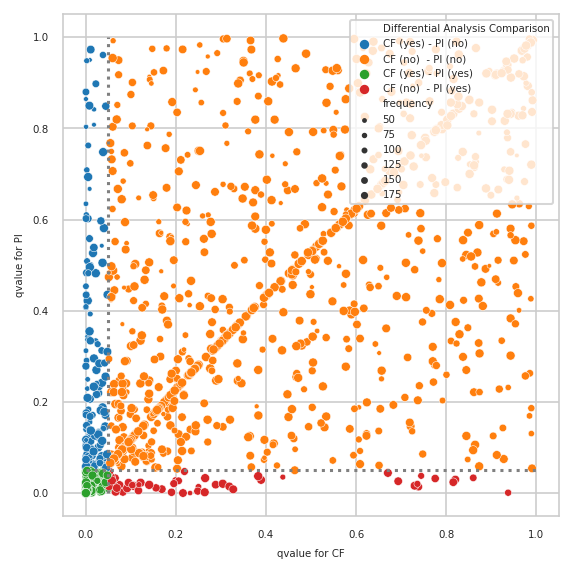 Differential Analysis Comparison
CF (yes) - PI (no)
CF (no)  - PI (no)
CF (yes) - PI (yes)
CF (no)  - PI (yes)
frequency
50
75
100
125
150
175
1.0
0.8
0.6
0.4
0.2
0.0
qvalue for PI
0.0 0.2 0.4 0.6 0.8 1.0
qvalue for CF